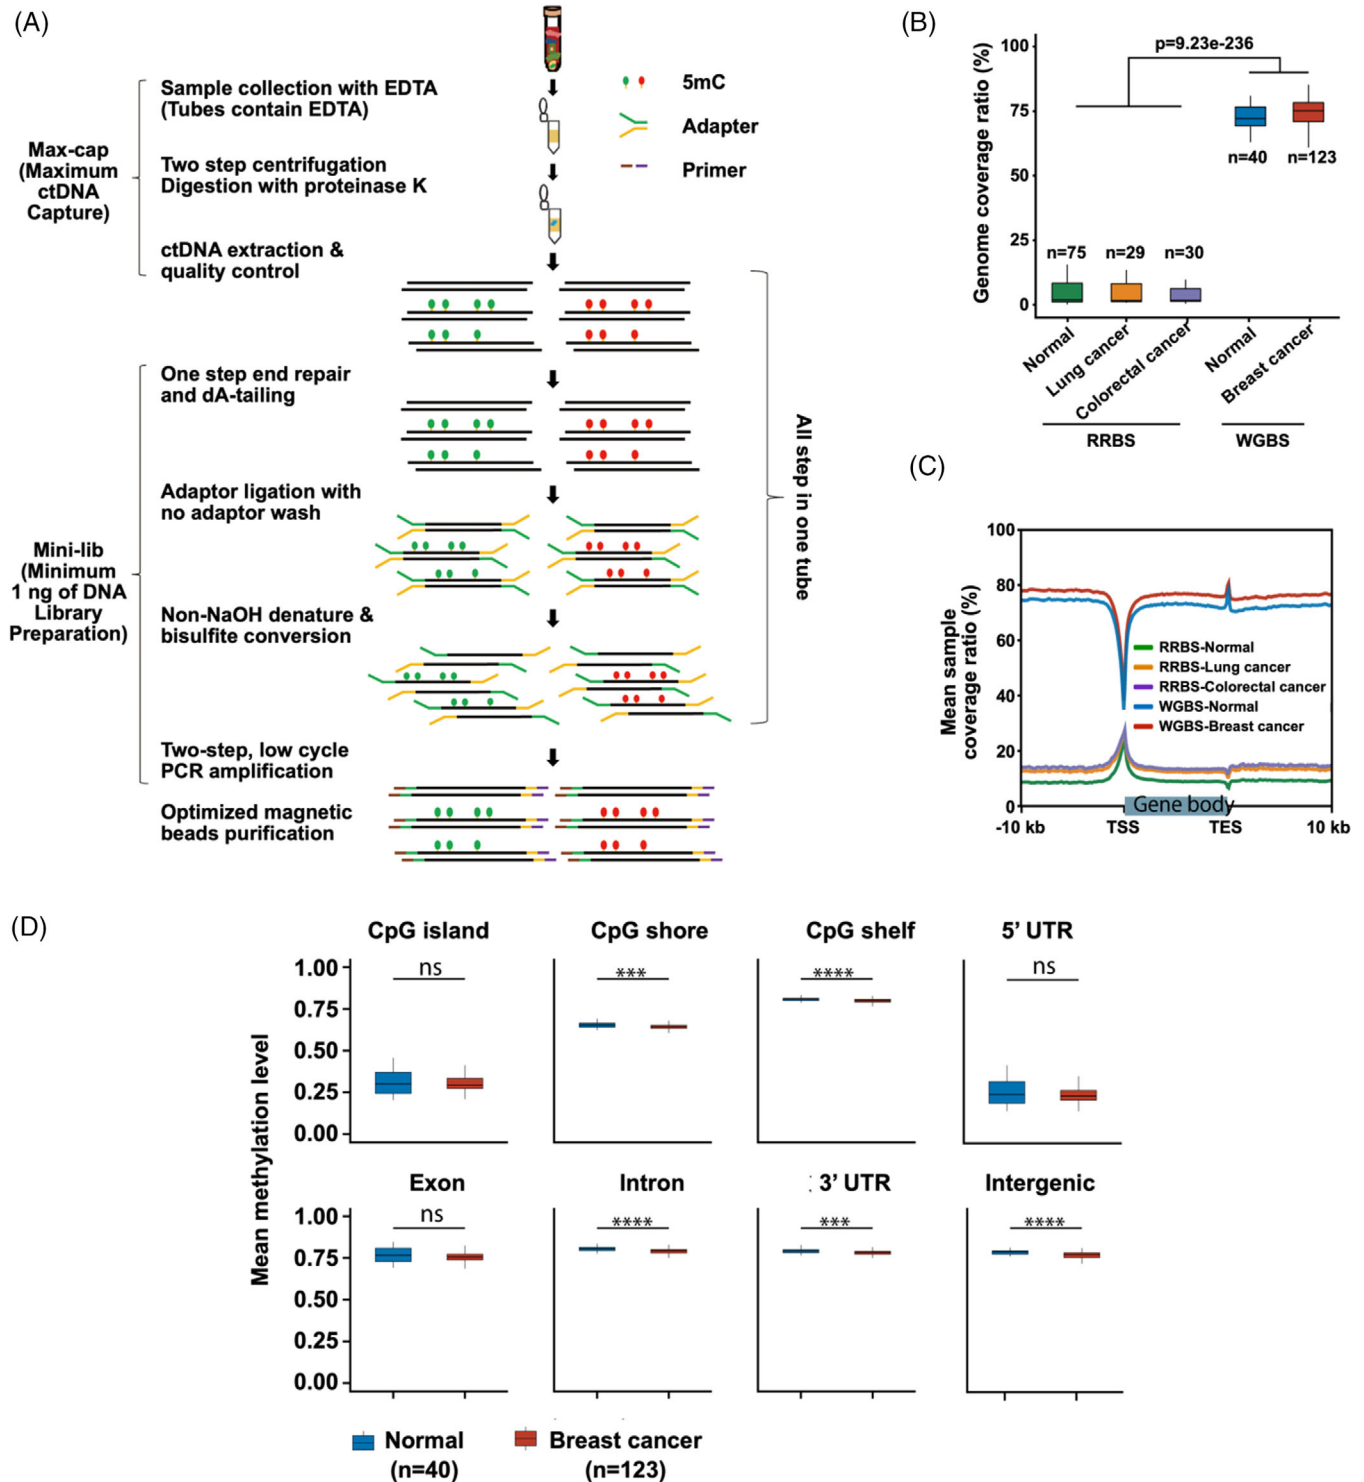 (A)
Max-cap
(Maximum
ctDNA
Capture)
Sample collection with EDTA
(Tubes contain EDTA)
Two step centrifugation
Digestion with proteinase K
ctDNA extraction &
quality control
5mC
Adapter
Primer
Mini-lib
(Minimum
1 ng of DNA
Library
Preparation)
One step end repair
and dA-tailing
Adaptor ligation with
no adaptor wash
Non-NaOH denature &
bisulfite conversion
Two-step, low cycle
PCR amplification
Optimized magnetic
beads purification
All step in one tube
(B)
Genome coverage ratio (%)
100
75
50
25
0
p=9.23e-236
n=75
n=29
n=30
n=40
n=123
Normal
Lung cancer
Colorectal cancer
Normal
Breast cancer
RRBS
WGBS
(C)
Mean sample
coverage ratio (%)
100
80
60
40
20
0
RRBS-Normal
RRBS-Lung cancer
RRBS-Colorectal cancer
WGBS-Normal
WGBS-Breast cancer
Gene body
-10 kb
TSS
TES
10 kb
(D)
Mean methylation level
CpG island
CpG shore
CpG shelf
5’ UTR
1.00
0.75
0.50
0.25
0.00
ns
***
****
ns
Exon
Intron
3’ UTR
Intergenic
1.00
0.75
0.50
0.25
0.00
ns
****
***
****
Normal
(n=40)
Breast cancer
(n=123)